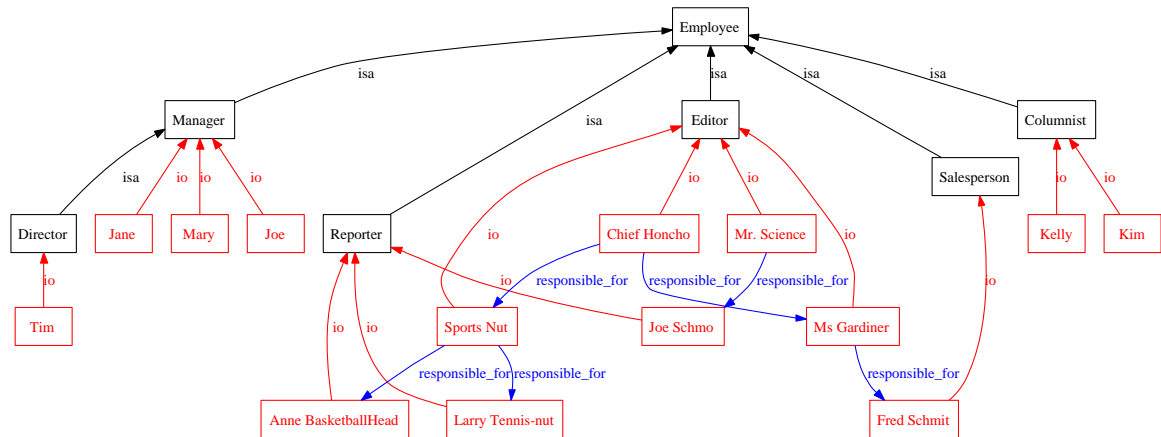 Employee
isa
Manager
Editor
Columnist
isa
isa
isa
isa
isa
io
io
io
io
io
Salesperson
io
io
Director
Jane
Mary
Joe
Reporter
Chief Honcho
Mr. Science
Kelly
Kim
io
io
io
io
io
responsible_for
responsible_for
responsible_for
Tim
Sports Nut
Joe Schmo
Ms Gardiner
io
io
responsible_for
responsible_for
responsible_for
Anne BasketballHead
Larry Tennis-nut
Fred Schmit